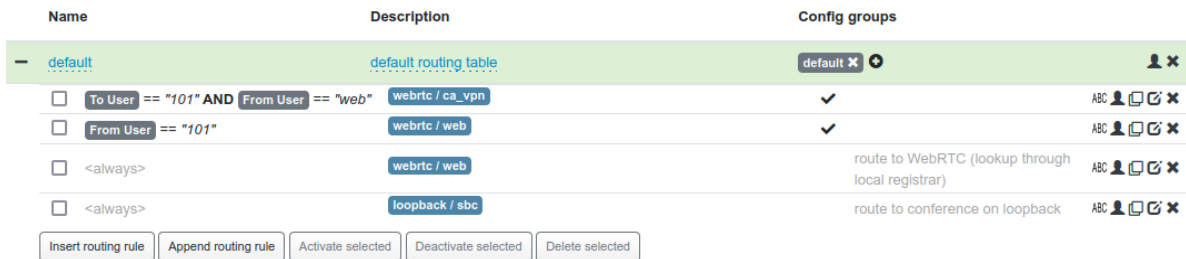 Name Description Config groups
default default routing table default
To User == "101" AND From User == "web" webrtc / ca_vpn ABC
From User == "101" webrtc / web ABC
<always> webrtc / web route to WebRTC (lookup through
local registrar) ABC
<always> loopback / sbc route to conference on loopback ABC
Insert routing rule Append routing rule Activate selected Deactivate selected Delete selected